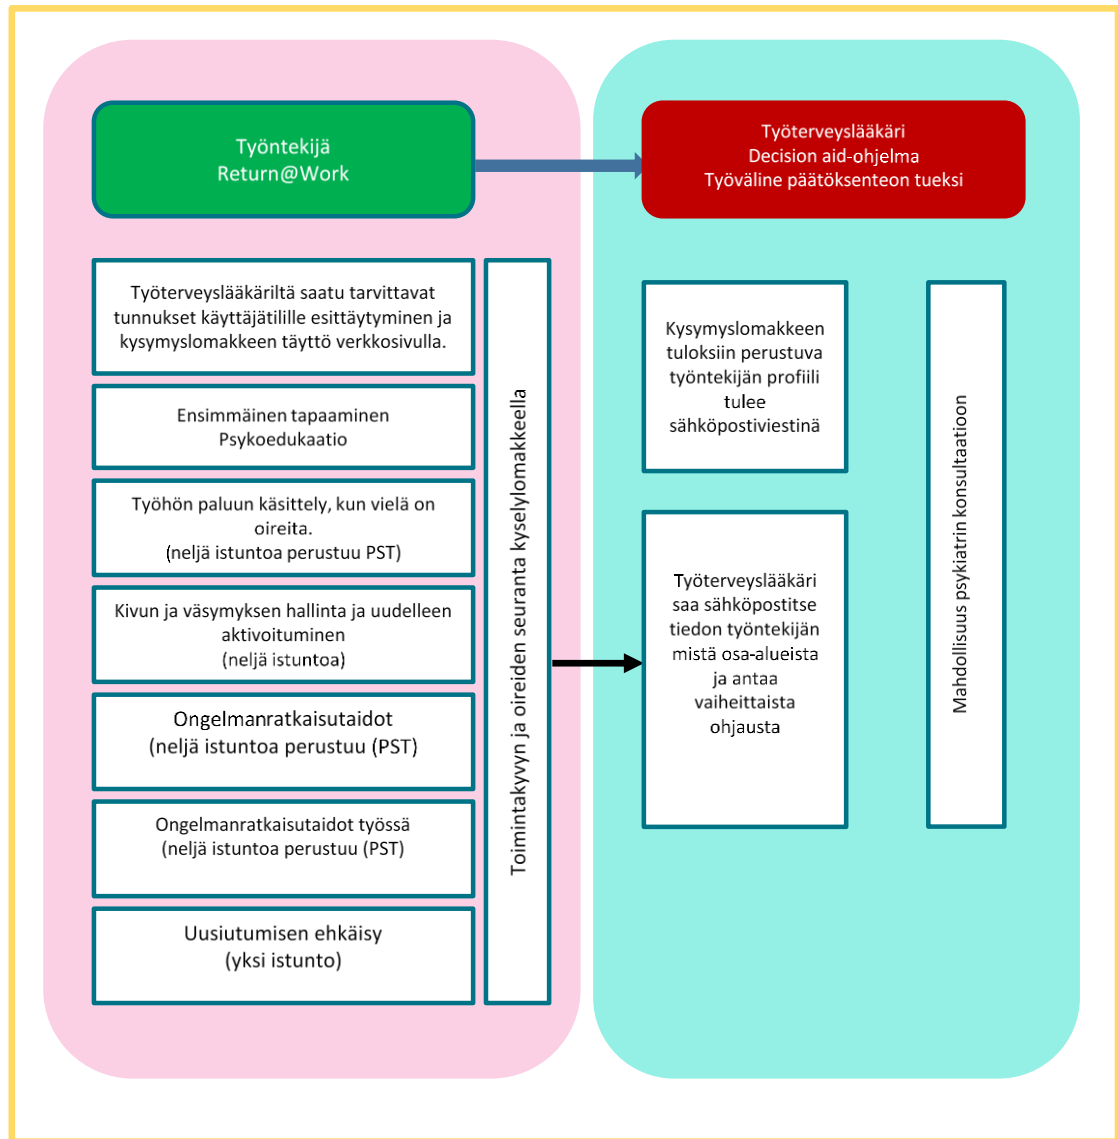 Työntekijä
Return@Work
Työterveyslääkäri
Decision aid-ohjelma
Työväline päätöksenteon tueksi
Työterveyslääkäriltä saatu tarvittavat
tunnukset käyttäjätilille esittäytyminen ja
kysymyslomakkeen täyttö verkkosivulla.
Ensimmäinen tapaaminen
Psykoedukaatio
Työhön paluun käsittely, kun vielä on
oireita.
(neljä istuntoa perustuu PST)
Kivun ja väsymyksen hallinta ja uudelleen
aktivoituminen
(neljä istuntoa)
Ongelmanratkaisutaidot
(neljä istuntoa perustuu (PST)
Ongelmanratkaisutaidot työssä
(neljä istuntoa perustuu (PST)
Uusiutumisen ehkäisy
(yksi istunto)
Toimintakyvyn ja oireiden seuranta kyselylomakkeella
Kysymyslomakkeen
tuloksiin perustuva
työntekijän profiili
tulee
sähköpostiviestinä
Työterveyslääkäri
saa sähköpostitse
tiedon työntekijän
mistä osa-alueista
ja antaa
vaiheittaista
ohjausta
Mahdollisuus psykiatrin konsultaatioon